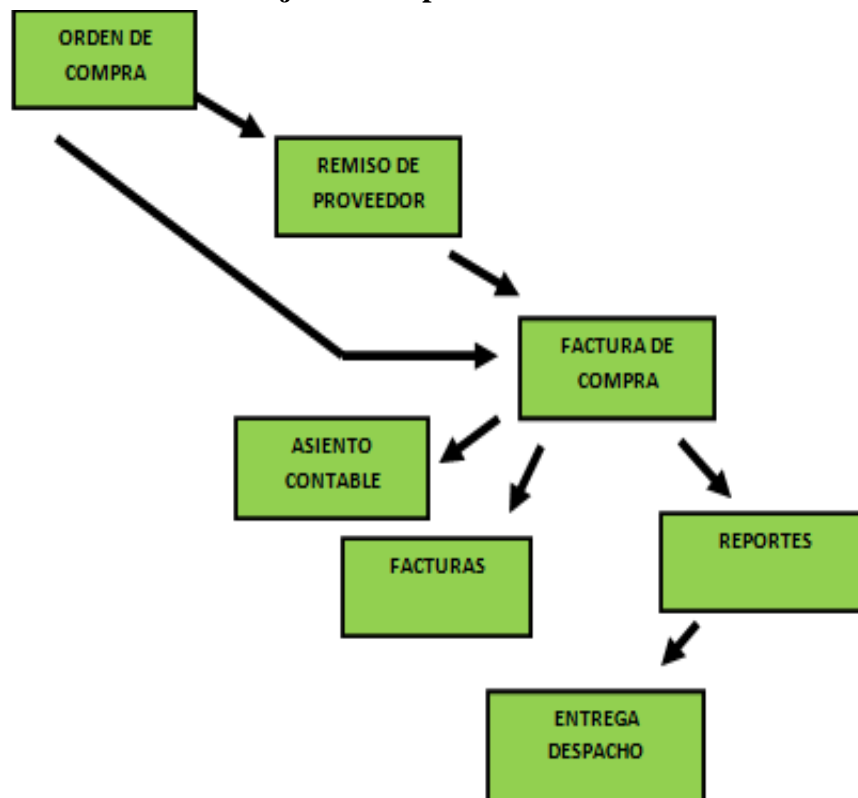 ORDEN DE
COMPRA
REMISO DE
PROVEEDOR
FACTURA DE
COMPRA
ASIENTO
CONTABLE
FACTURAS
REPORTES
ENTREGA
DESPACHO